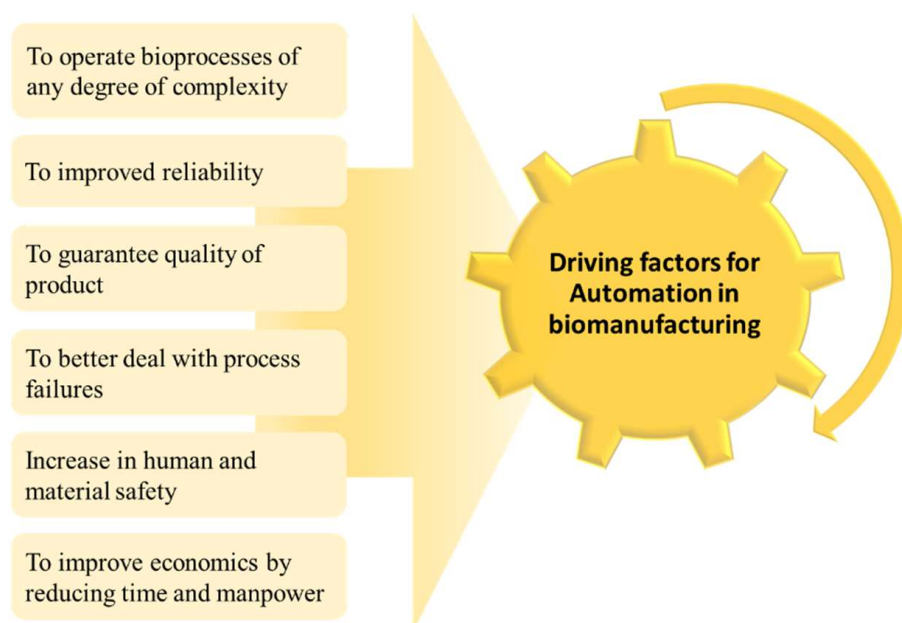 To operate bioprocesses of
any degree of complexity
To improved reliability
To guarantee quality of
product
To better deal with process
failures
Increase in human and
material safety
To improve economics by
reducing time and manpower
Driving factors for
Automation in
biomanufacturing